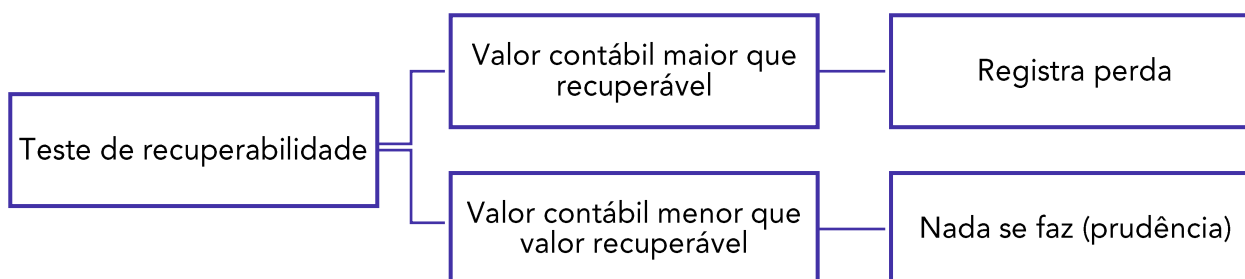 Teste de recuperabilidade
Valor contábil maior que
recuperável
Registra perda
Valor contábil menor que
valor recuperável
Nada se faz (prudência)